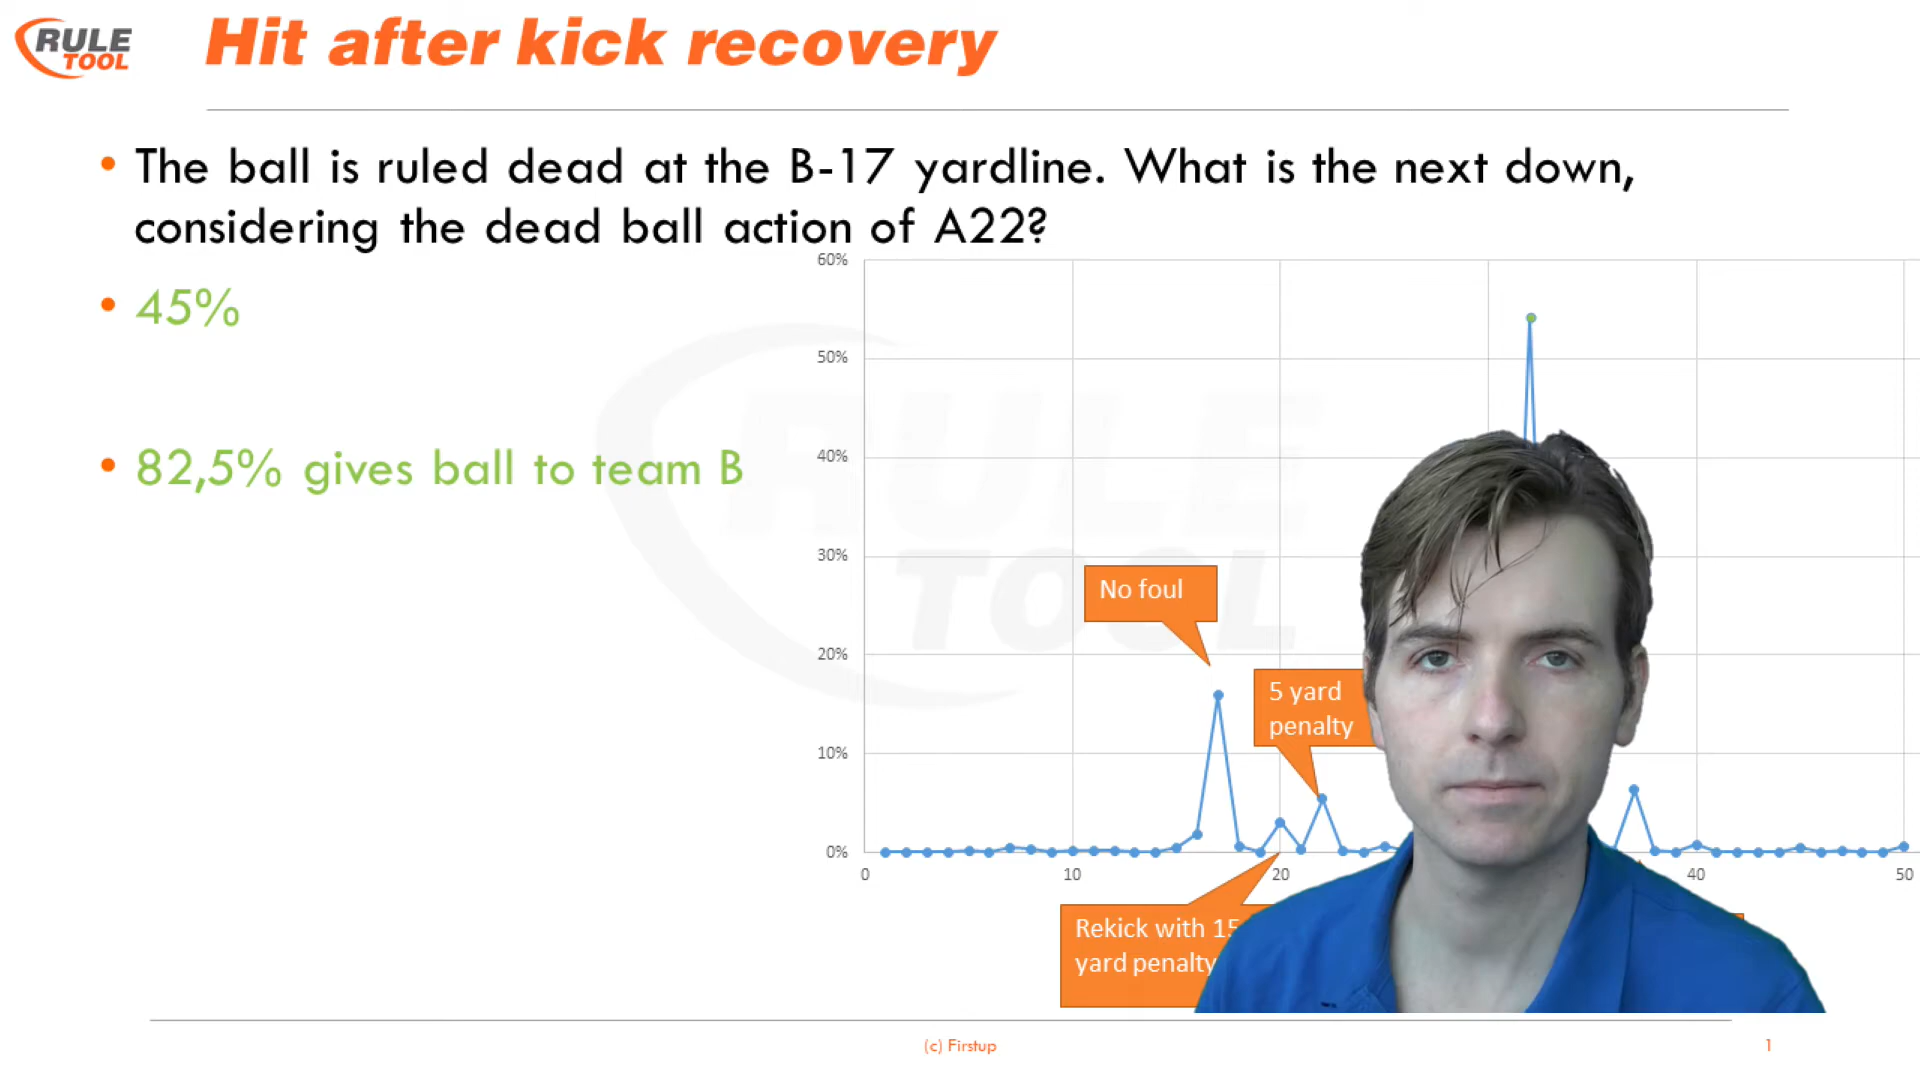 RULE
TOOL
Hit after kick recovery
• The ball is ruled dead at the B-17 yardline. What is the next down,
considering the dead ball action of A22?
• 45%
• 82,5% gives ball to team B
RULE
TOOL
60%
50%
40%
30%
20%
10%
0%
No foul
5 yard
penalty
0
10
20
40
50
Rekick with 15
yard penalty
(c) Firstup
1